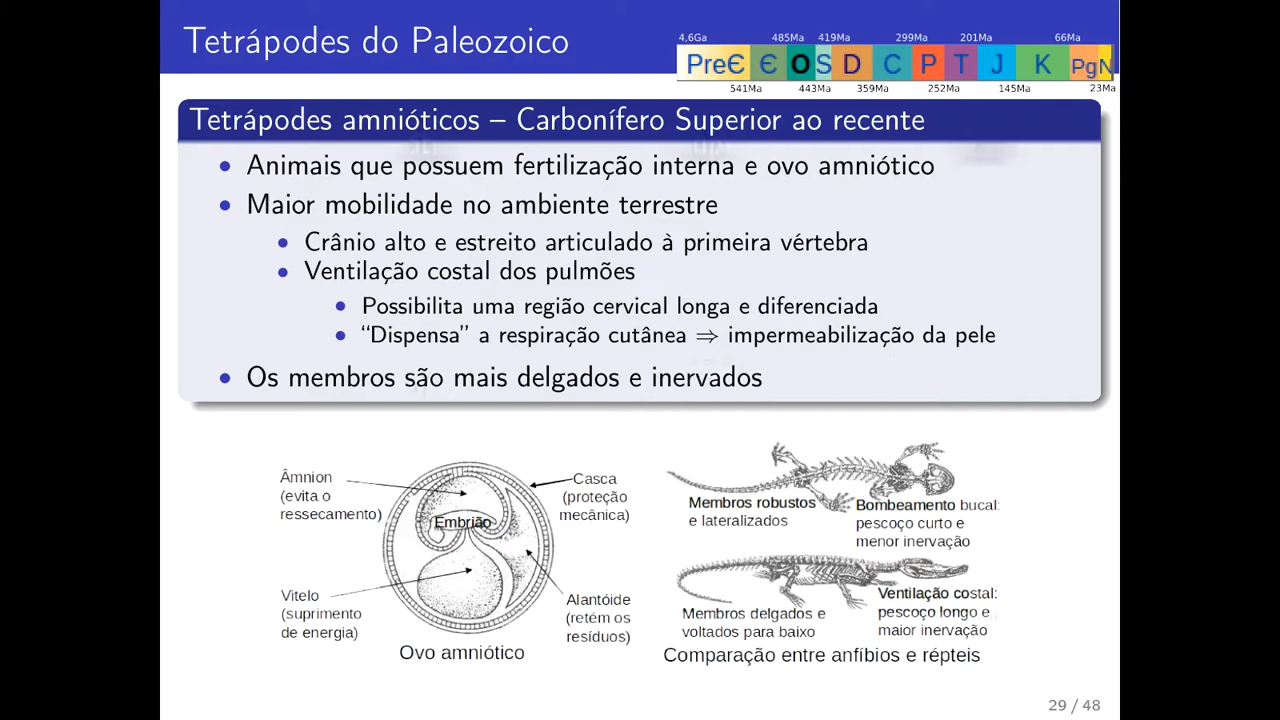 Tetrápodes do Paleozoico
4,6Ga 485Ma 419Ma 299Ma 201Ma 66Ma
PreЄ Є O S D C P T J K PgN
541Ma 443Ma 359Ma 252Ma 145Ma 23Ma
Tetrápodes amnióticos – Carbonífero Superior ao recente
• Animais que possuem fertilização interna e ovo amniótico
• Maior mobilidade no ambiente terrestre
• Crânio alto e estreito articulado à primeira vértebra
• Ventilação costal dos pulmões
• Possibilita uma região cervical longa e diferenciada
• “Dispensa” a respiração cutânea ⇒ impermeabilização da pele
• Os membros são mais delgados e inervados
Âmnion
(evita o
ressecamento)
Casca
(proteção
mecânica)
Embrião
Vitelo
(suprimento
de energia)
Alantóide
(retém os
resíduos)
Ovo amniótico
Membros robustos
e lateralizados
Bombeamento bucal:
pescoço curto e
menor inervação
Membros delgados e
voltados para baixo
Ventilação costal:
pescoço longo e
maior inervação
Comparação entre anfíbios e répteis
29 / 48